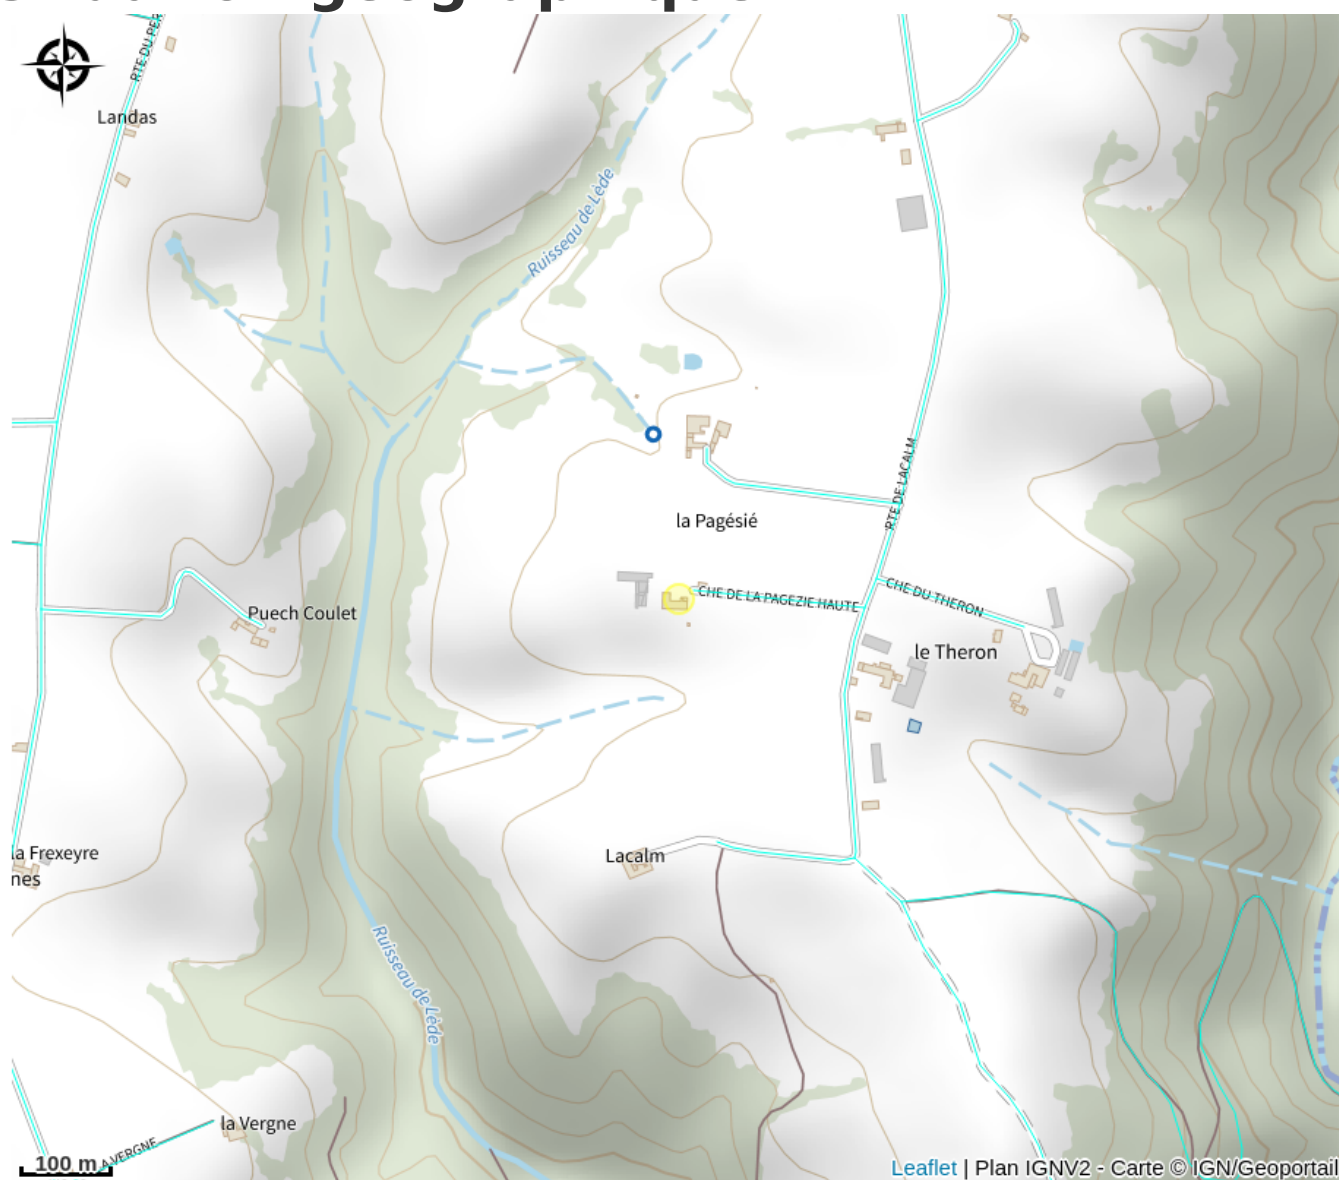 RTE DU PER
Landas
Ruisseau de Lède
RTE DE LACALM
la Pagésié
CHE DE LA PAGEZIE HAUTE
CHE DU THERON
Puech Coulet
le Theron
la Frexeyre
nes
Lacalm
Ruisseau de Lède
la Vergne
A VERGNE
100 m
Leaflet | Plan IGNV2 - Carte © IGN/Geoportail